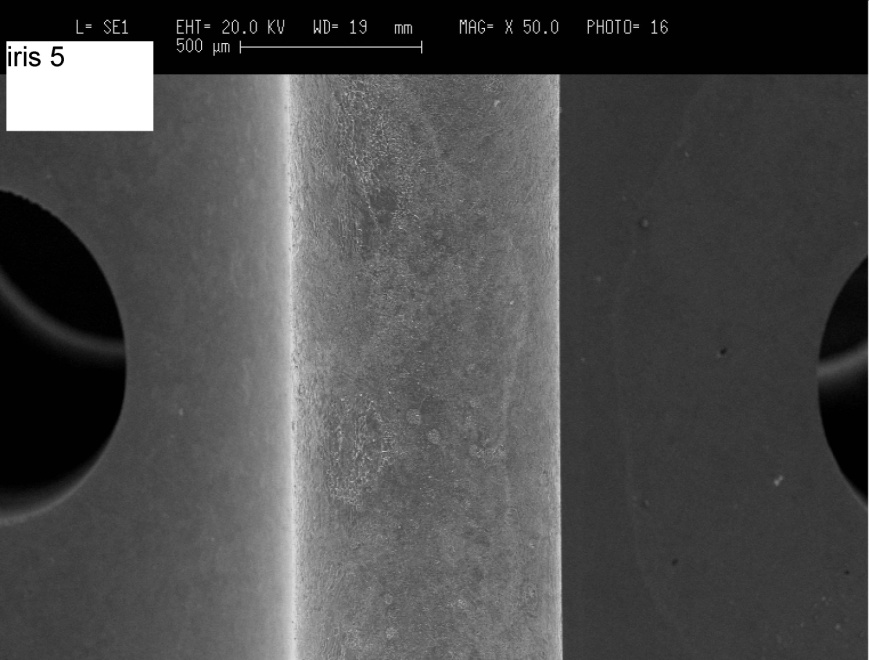 L= SE1 EHT= 20.0 KV WD= 19 mm MAG= X 50.0 PHOTO= 16
500 µm
iris 5